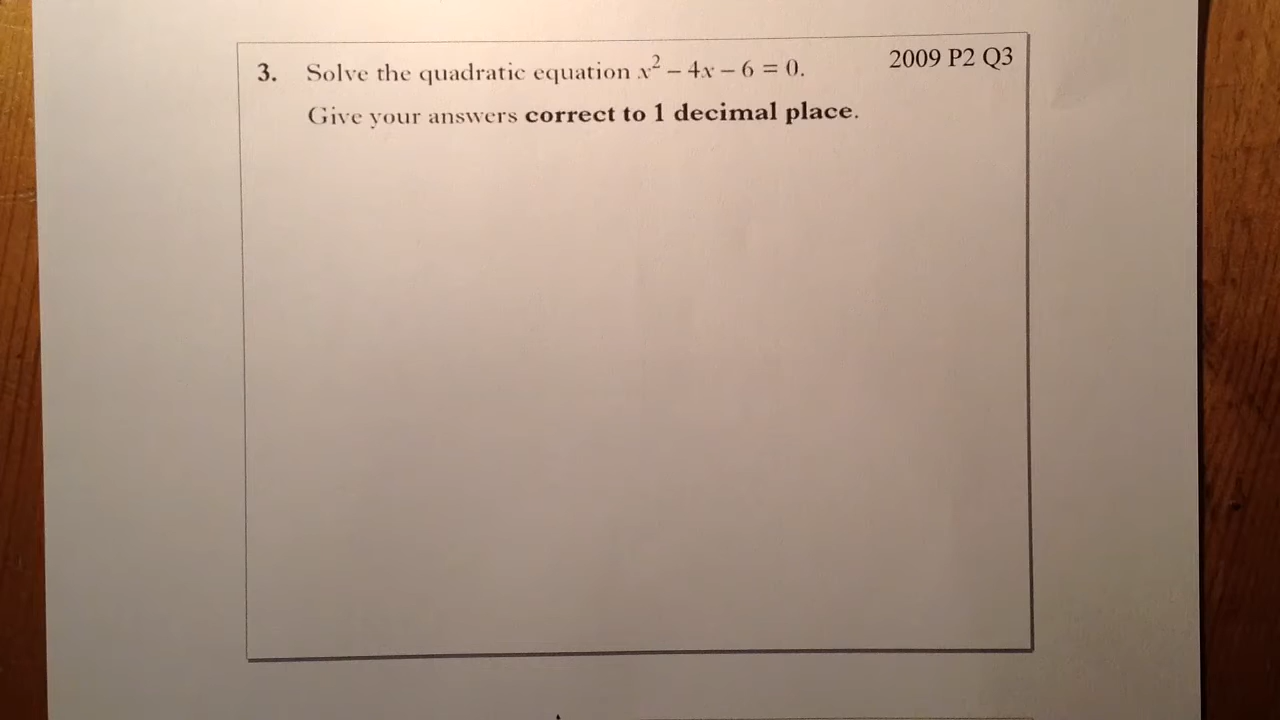 3. Solve the quadratic equation x² – 4x – 6 = 0. 2009 P2 Q3
Give your answers correct to 1 decimal place.